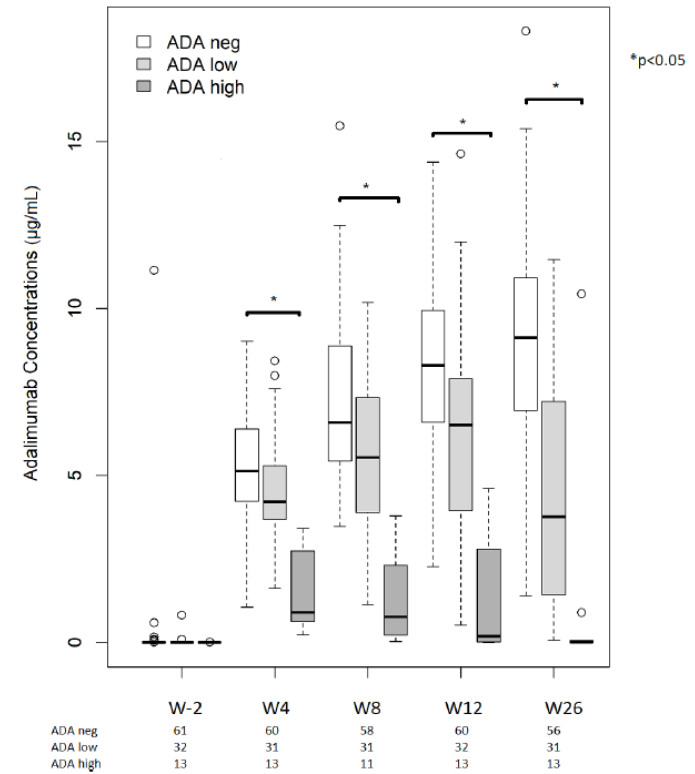 ADA neg
ADA low
ADA high
*p<0.05
*
*
*
*
Adalimumab Concentrations (µg/mL)
15
10
5
0
W-2 W4 W8 W12 W26
ADA neg 61 60 58 60 56
ADA low 32 31 31 32 31
ADA high 13 13 11 13 13